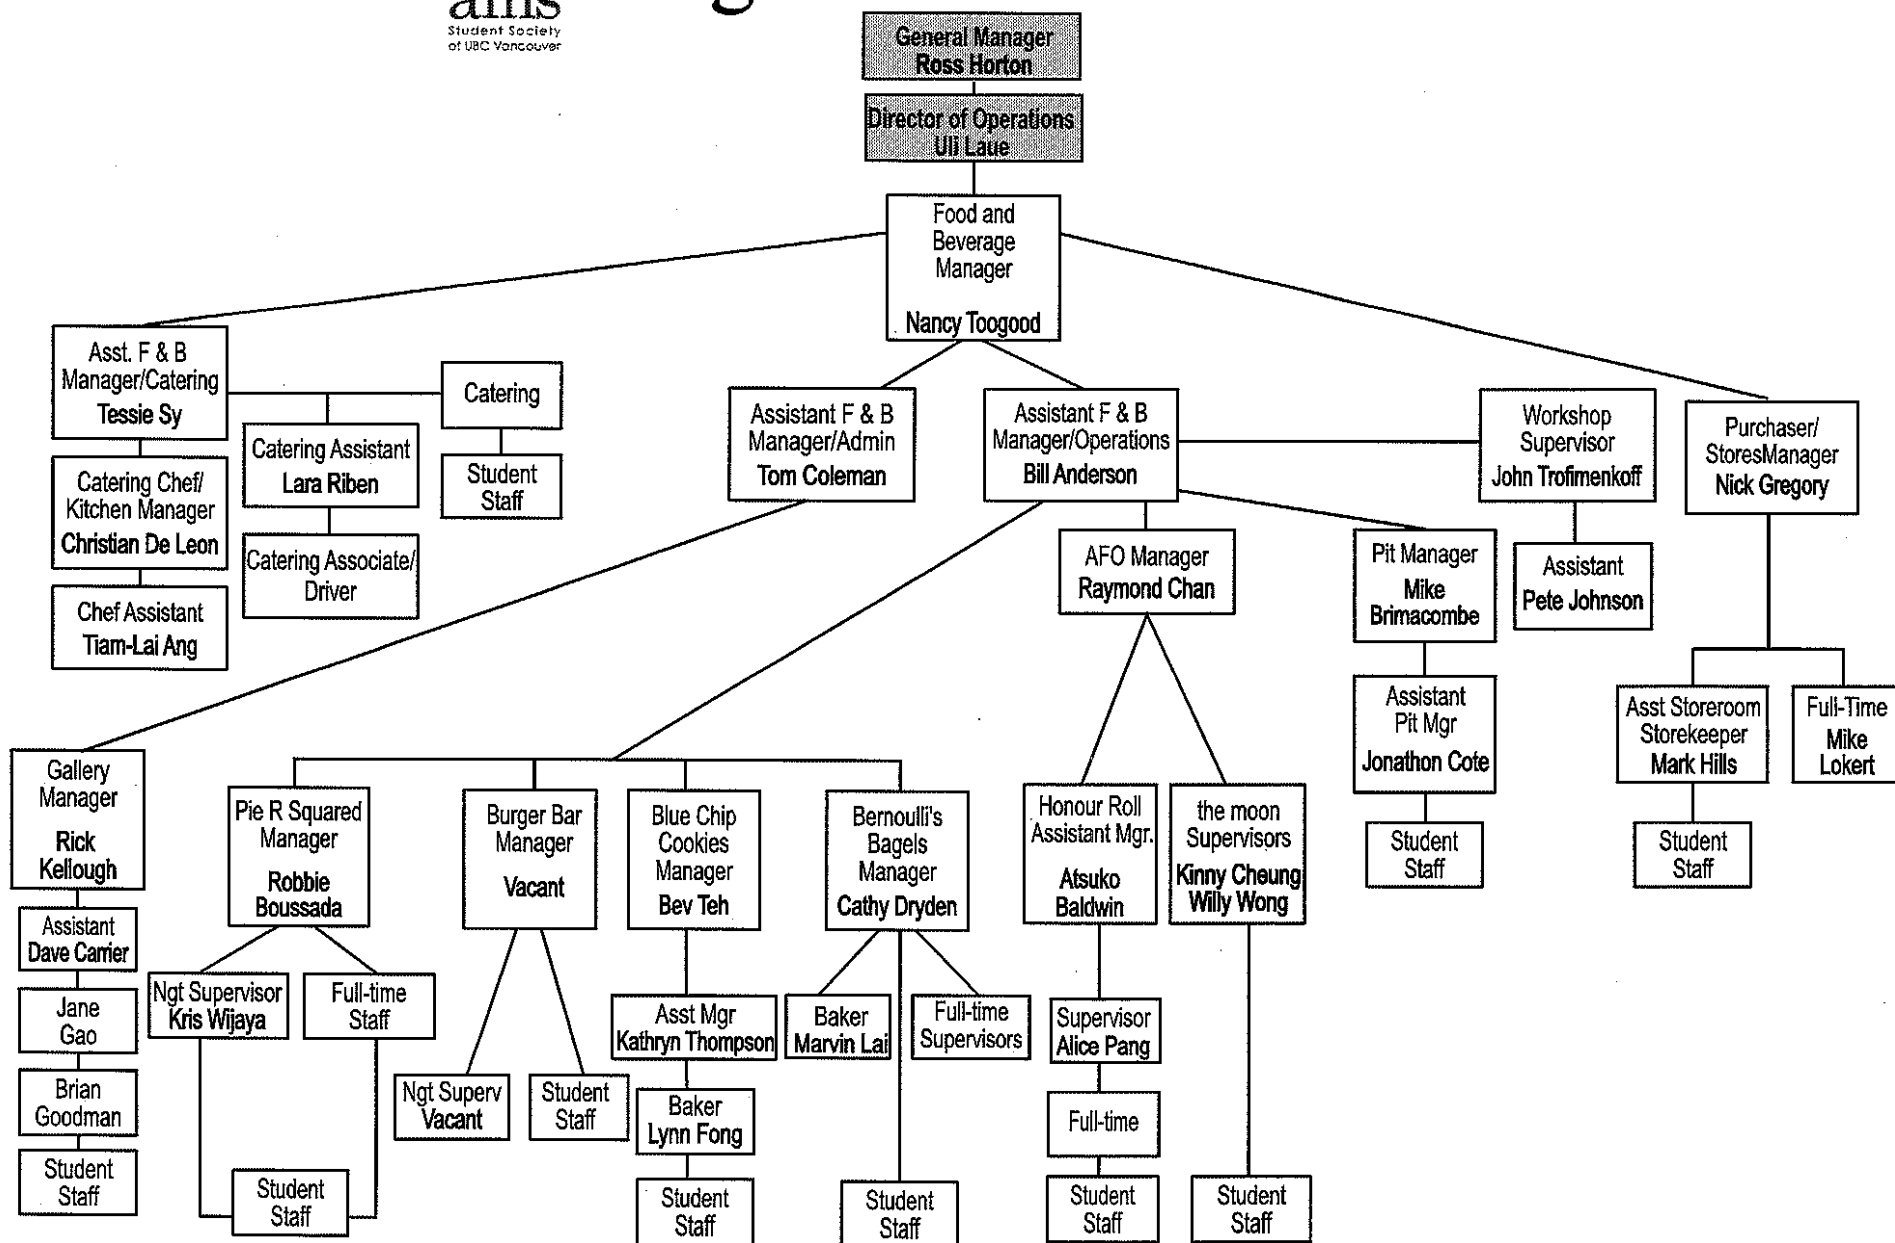 ams
Student Society
of UBC Vancouver
General Manager
Ross Horton
Director of Operations
Uli Laue
Food and
Beverage
Manager
Nancy Toogood
Asst. F & B
Manager/Catering
Tessie Sy
Catering
Student
Staff
Catering Assistant
Lara Riben
Catering Associate/
Driver
Catering Chef/
Kitchen Manager
Christian De Leon
Chef Assistant
Tiam-Lai Ang
Assistant F & B
Manager/Admin
Tom Coleman
Assistant F & B
Manager/Operations
Bill Anderson
Workshop
Supervisor
John Trofimenkoff
Purchaser/
StoresManager
Nick Gregory
AFO Manager
Raymond Chan
Pit Manager
Mike
Brimacombe
Assistant
Pete Johnson
Assistant
Pit Mgr
Jonathon Cote
Student
Staff
Asst Storeroom
Storekeeper
Mark Hills
Full-Time
Mike
Lokert
Student
Staff
Gallery
Manager
Rick
Kellough
Assistant
Dave Carrier
Jane
Gao
Brian
Goodman
Student
Staff
Pie R Squared
Manager
Robbie
Boussada
Ngt Supervisor
Kris Wijaya
Full-time
Staff
Student
Staff
Burger Bar
Manager
Vacant
Ngt Superv
Vacant
Student
Staff
Blue Chip
Cookies
Manager
Bev Teh
Asst Mgr
Kathryn Thompson
Baker
Lynn Fong
Student
Staff
Bernoulli's
Bagels
Manager
Cathy Dryden
Baker
Marvin Lai
Full-time
Supervisors
Student
Staff
Honour Roll
Assistant Mgr.
Atsuko
Baldwin
Supervisor
Alice Pang
Full-time
Student
Staff
the moon
Supervisors
Kinny Cheung
Willy Wong
Student
Staff